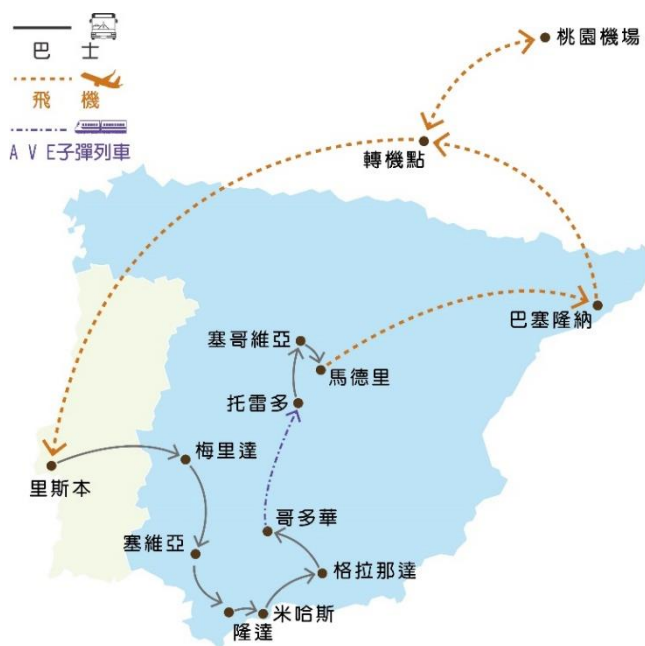 巴 士
飛 機
A V E子彈列車
桃園機場
轉機點
巴塞隆納
塞哥維亞
馬德里
托雷多
梅里達
里斯本
哥多華
塞維亞
格拉那達
米哈斯
隆達